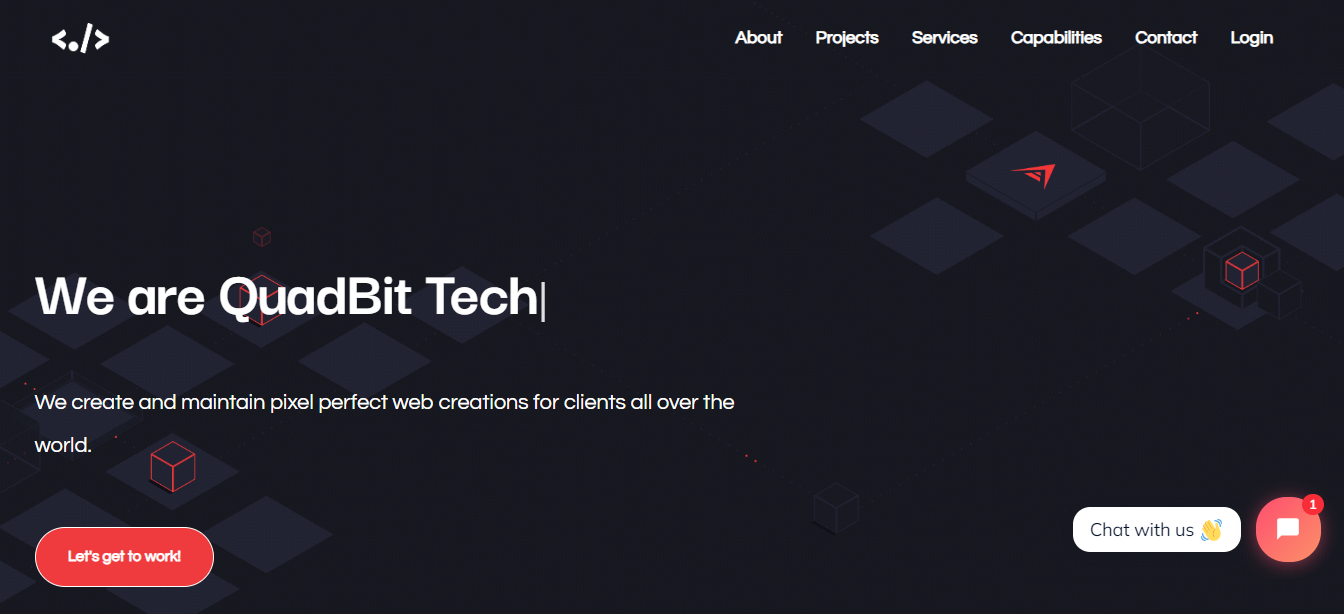 <./>
About Projects Services Capabilities Contact Login
We are QuadBit Tech|
We create and maintain pixel perfect web creations for clients all over the
world.
Let's get to work!
Chat with us 👋
1